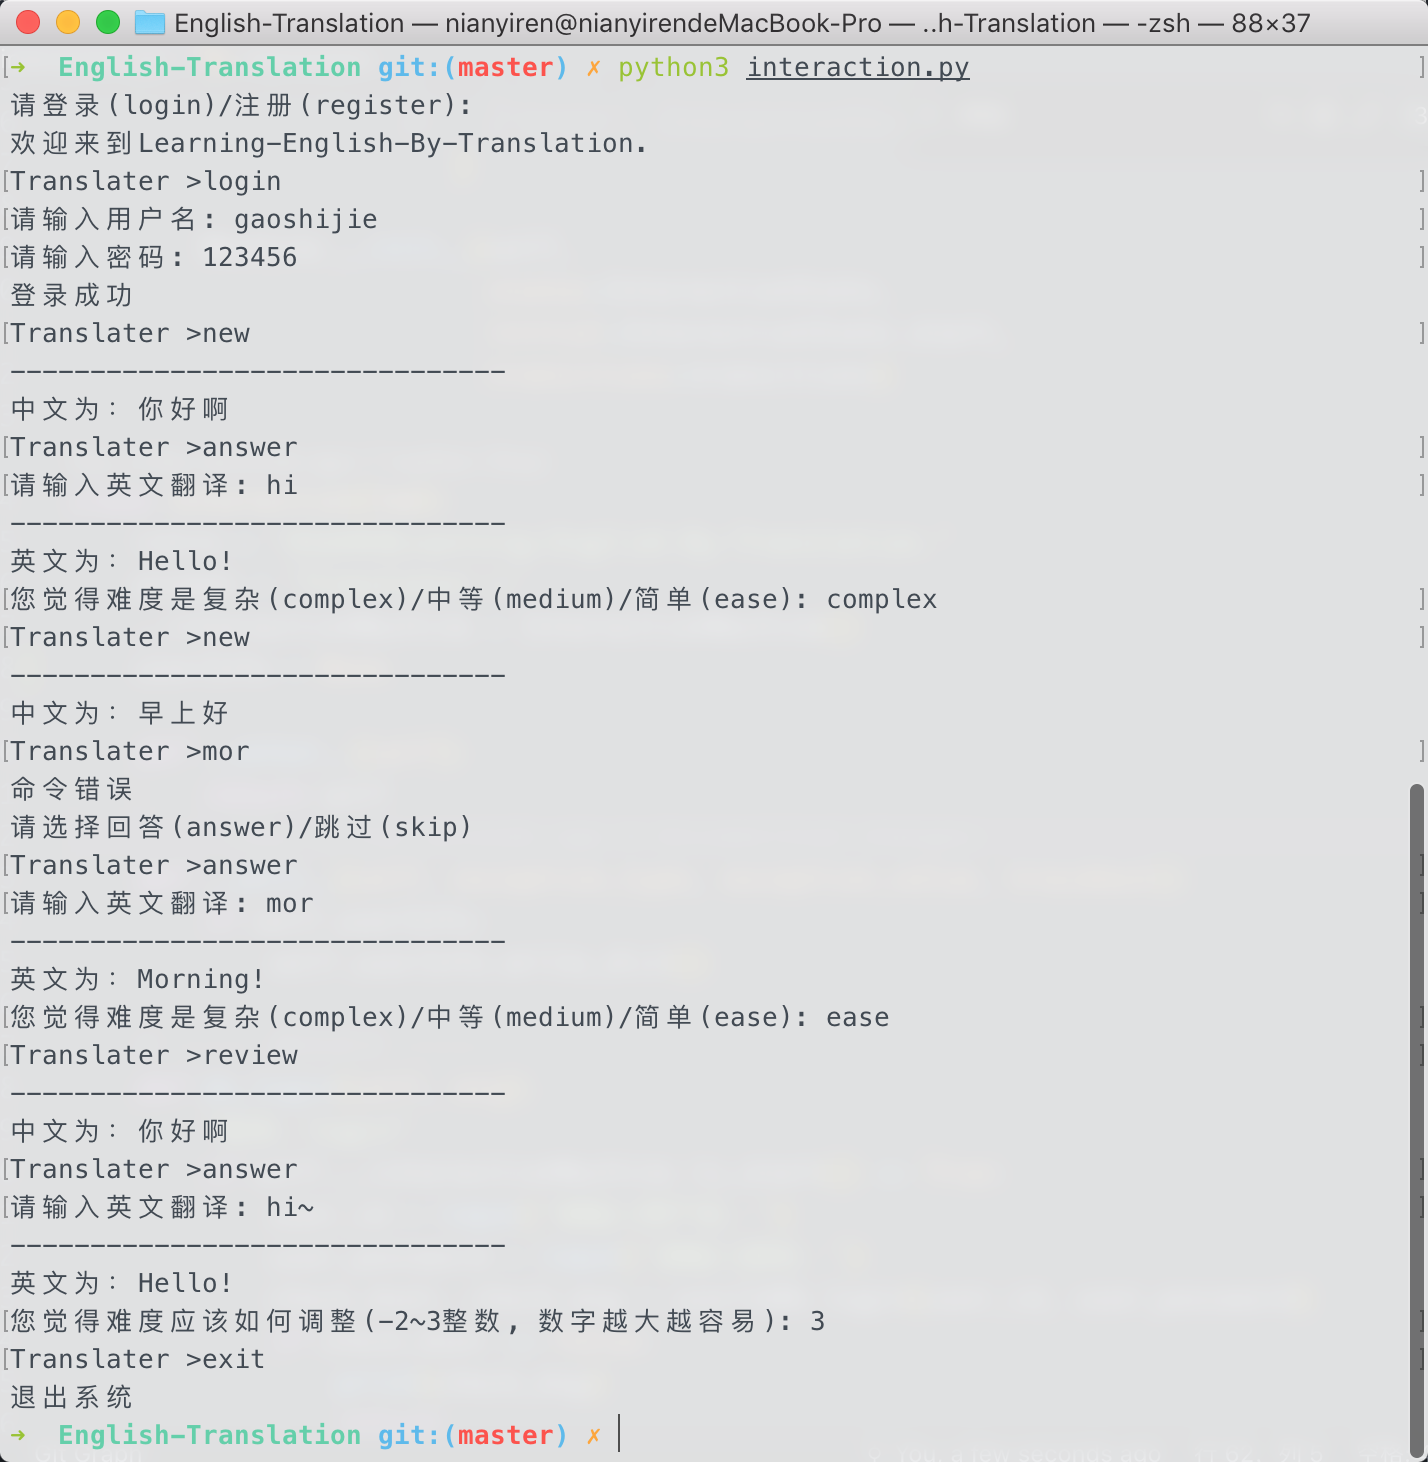 English-Translation — nianyiren@nianyirendeMacBook-Pro — ..h-Translation — -zsh — 88×37
[➜  English-Translation git:(master) ✗ python3 interaction.py ]
请登录(login)/注册(register):
欢迎来到Learning-English-By-Translation.
[Translater >login ]
[请输入用户名: gaoshijie ]
[请输入密码: 123456 ]
登录成功
[Translater >new ]
-------------------------------
中文为: 你好啊
[Translater >answer ]
[请输入英文翻译: hi ]
-------------------------------
英文为: Hello!
[您觉得难度是复杂(complex)/中等(medium)/简单(ease): complex ]
[Translater >new ]
-------------------------------
中文为: 早上好
[Translater >mor ]
命令错误
请选择回答(answer)/跳过(skip)
[Translater >answer ]
[请输入英文翻译: mor ]
-------------------------------
英文为: Morning!
[您觉得难度是复杂(complex)/中等(medium)/简单(ease): ease ]
[Translater >review ]
-------------------------------
中文为: 你好啊
[Translater >answer ]
[请输入英文翻译: hi~ ]
-------------------------------
英文为: Hello!
[您觉得难度应该如何调整(-2~3整数, 数字越大越容易): 3 ]
[Translater >exit ]
退出系统
➜  English-Translation git:(master) ✗